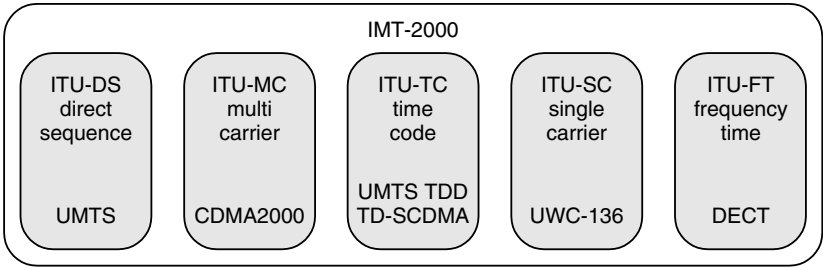 IMT-2000
ITU-DS
direct
sequence
UMTS
ITU-MC
multi
carrier
CDMA2000
ITU-TC
time
code
UMTS TDD
TD-SCDMA
ITU-SC
single
carrier
UWC-136
ITU-FT
frequency
time
DECT